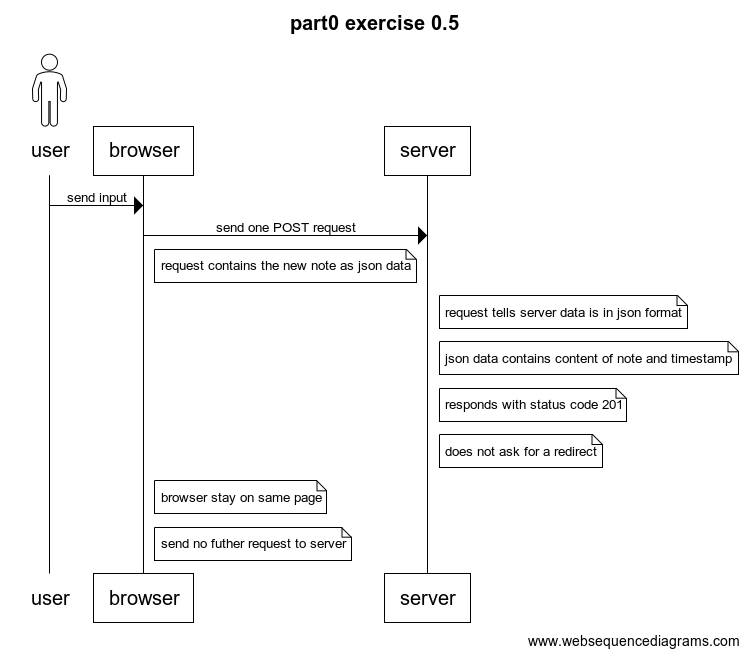 part0 exercise 0.5
user
browser
server
send input
send one POST request
request contains the new note as json data
request tells server data is in json format
json data contains content of note and timestamp
responds with status code 201
does not ask for a redirect
browser stay on same page
send no futher request to server
user
browser
server
www.websequencediagrams.com